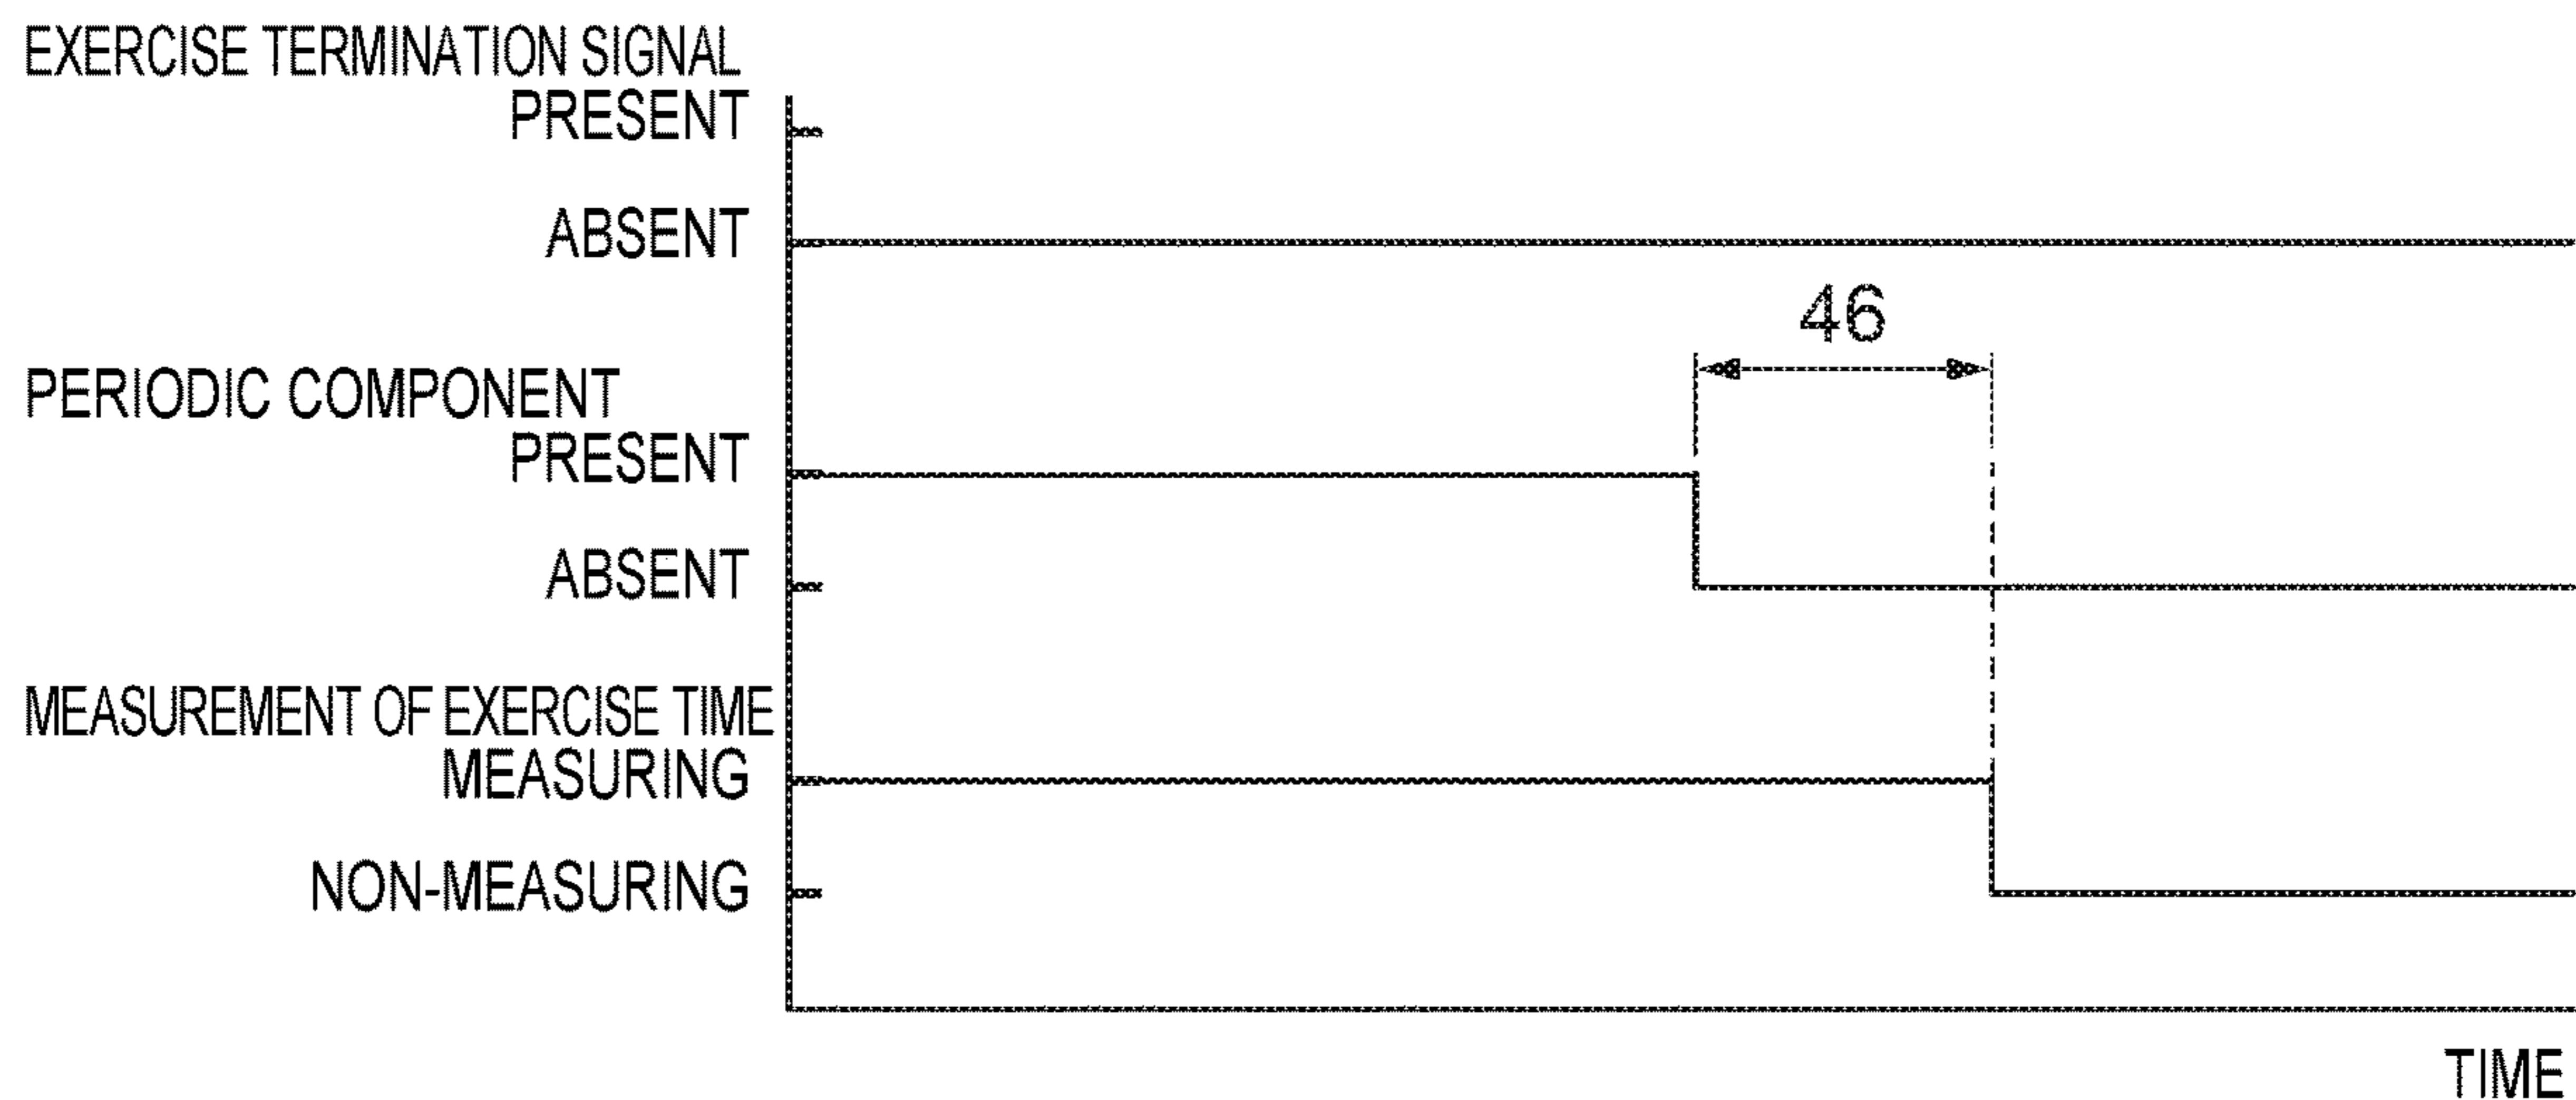 EXERCISE TERMINATION SIGNAL
PRESENT
ABSENT
46
PERIODIC COMPONENT
PRESENT
ABSENT
MEASUREMENT OF EXERCISE TIME
MEASURING
NON-MEASURING
TIME